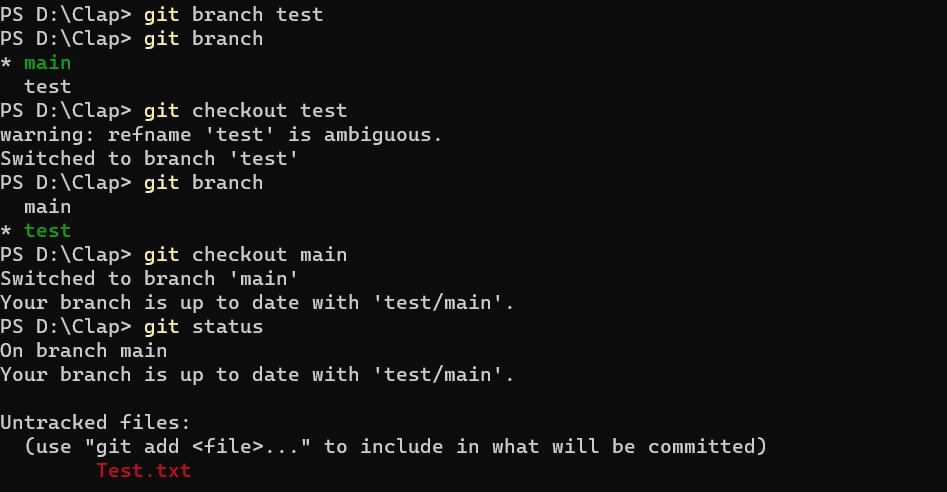 PS D:\Clap> git branch test
PS D:\Clap> git branch
* main
  test
PS D:\Clap> git checkout test
warning: refname 'test' is ambiguous.
Switched to branch 'test'
PS D:\Clap> git branch
  main
* test
PS D:\Clap> git checkout main
Switched to branch 'main'
Your branch is up to date with 'test/main'.
PS D:\Clap> git status
On branch main
Your branch is up to date with 'test/main'.

Untracked files:
  (use "git add <file>..." to include in what will be committed)
        Test.txt